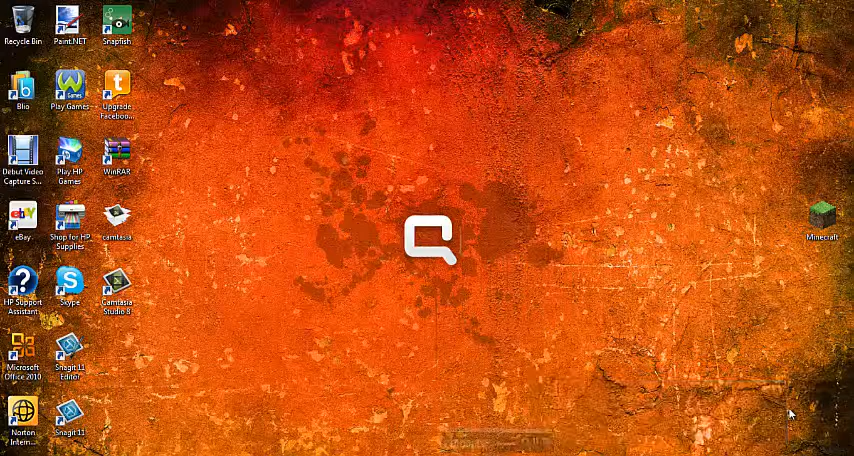 Recycle Bin
Paint.NET
Snapfish
Blio
Play Games
Upgrade
Faceboo...
Debut Video
Capture S...
Play HP
Games
WinRAR
eBay
Shop for HP
Supplies
camtasia
Minecraft
HP Support
Assistant
Skype
Camtasia
Studio 8
Microsoft
Office 2010
Snagit 11
Editor
Norton
Intern...
Snagit 11